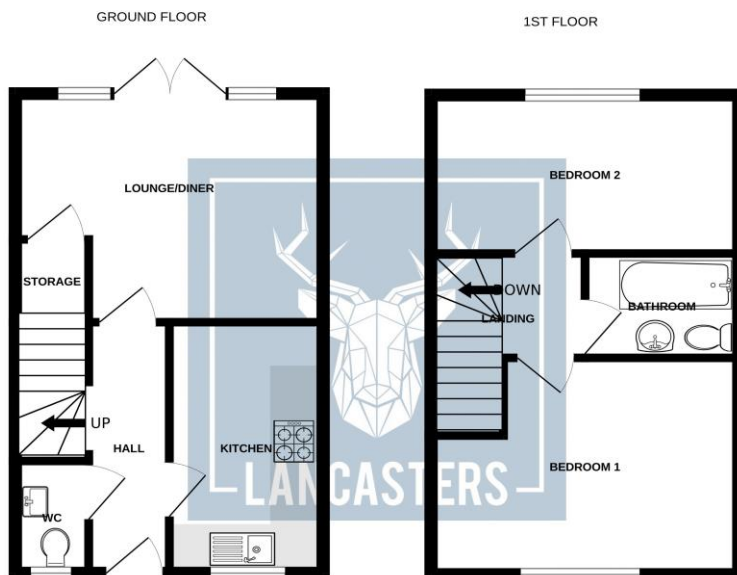 GROUND FLOOR
LOUNGE/DINER
STORAGE
UP
HALL
KITCHEN
WC
1ST FLOOR
BEDROOM 2
DOWN
LANDING
BATHROOM
BEDROOM 1
LANCASTERS